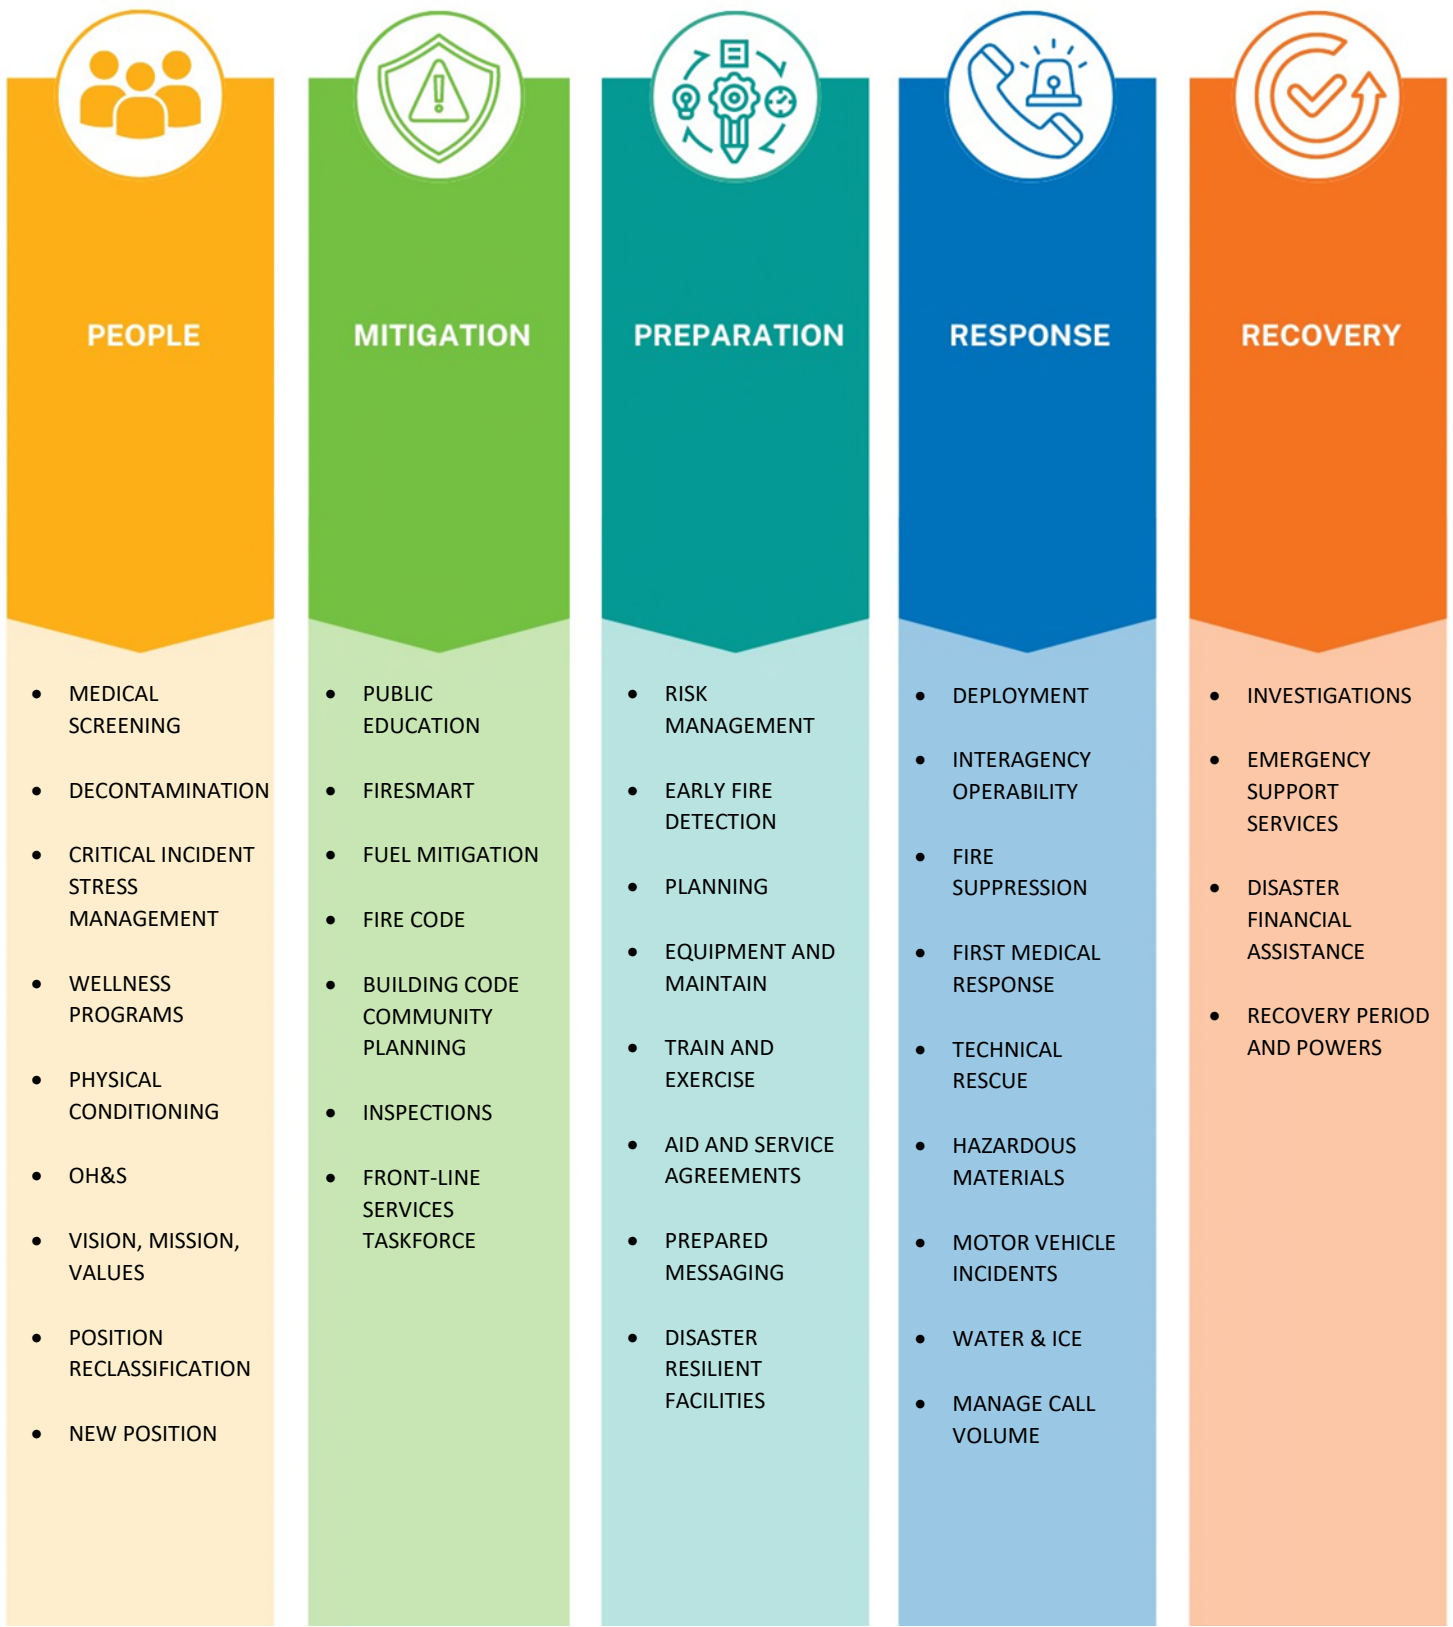 PEOPLE
• MEDICAL
SCREENING
• DECONTAMINATION
• CRITICAL INCIDENT
STRESS
MANAGEMENT
• WELLNESS
PROGRAMS
• PHYSICAL
CONDITIONING
• OH&S
• VISION, MISSION,
VALUES
• POSITION
RECLASSIFICATION
• NEW POSITION
MITIGATION
• PUBLIC
EDUCATION
• FIRESMART
• FUEL MITIGATION
• FIRE CODE
• BUILDING CODE
COMMUNITY
PLANNING
• INSPECTIONS
• FRONT-LINE
SERVICES
TASKFORCE
PREPARATION
• RISK
MANAGEMENT
• EARLY FIRE
DETECTION
• PLANNING
• EQUIPMENT AND
MAINTAIN
• TRAIN AND
EXERCISE
• AID AND SERVICE
AGREEMENTS
• PREPARED
MESSAGING
• DISASTER
RESILIENT
FACILITIES
RESPONSE
• DEPLOYMENT
• INTERAGENCY
OPERABILITY
• FIRE
SUPPRESSION
• FIRST MEDICAL
RESPONSE
• TECHNICAL
RESCUE
• HAZARDOUS
MATERIALS
• MOTOR VEHICLE
INCIDENTS
• WATER & ICE
• MANAGE CALL
VOLUME
RECOVERY
• INVESTIGATIONS
• EMERGENCY
SUPPORT
SERVICES
• DISASTER
FINANCIAL
ASSISTANCE
• RECOVERY PERIOD
AND POWERS